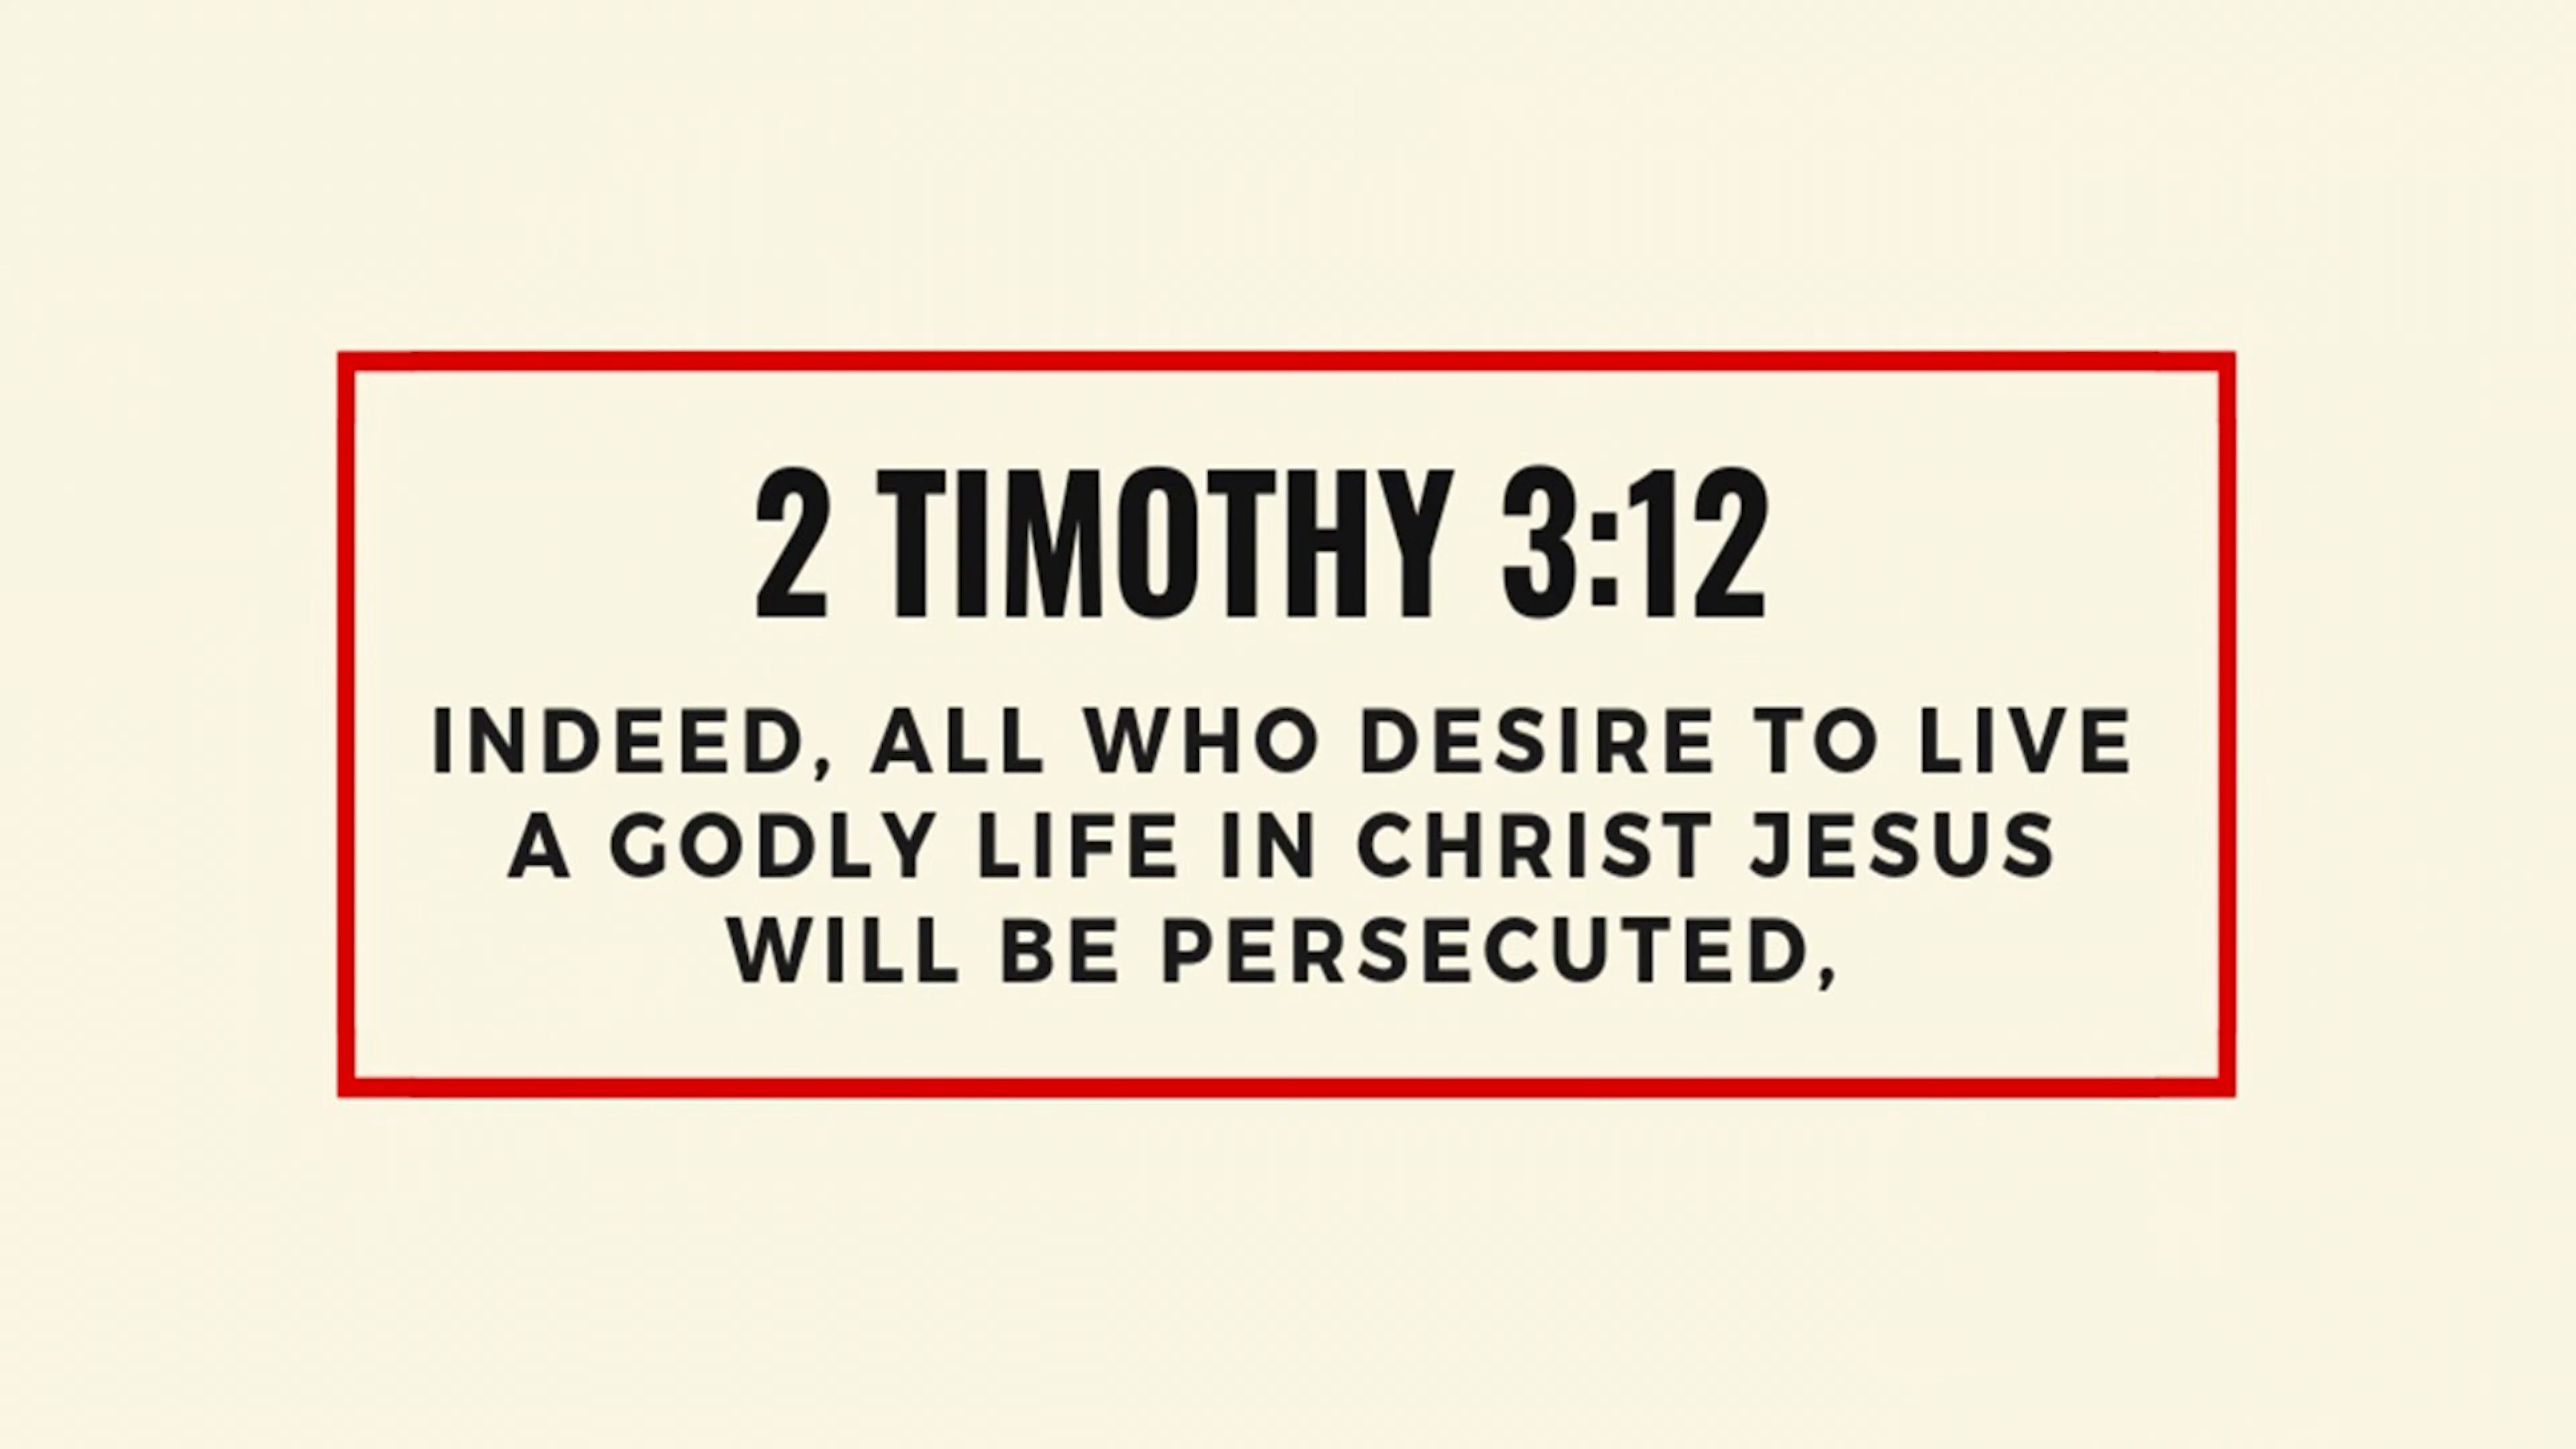 2 TIMOTHY 3:12
INDEED, ALL WHO DESIRE TO LIVE
A GODLY LIFE IN CHRIST JESUS
WILL BE PERSECUTED,